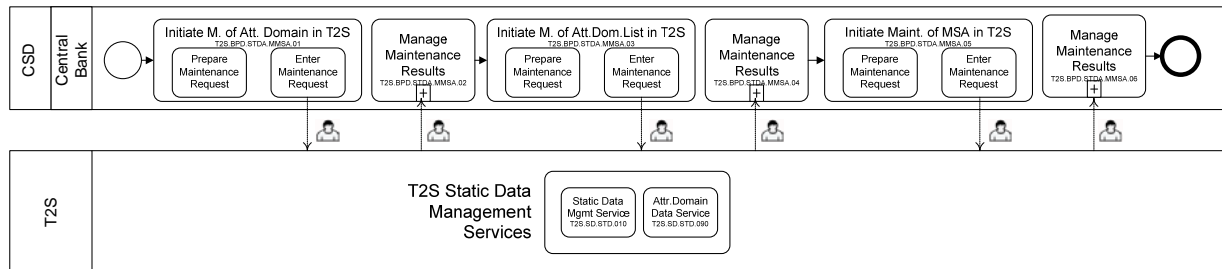 CSD
Central
Bank
Initiate M. of Att. Domain in T2S
T2S.BPD.STDA.MMSA.01
Prepare
Maintenance
Request
Enter
Maintenance
Request
Manage
Maintenance
Results
T2S.BPD.STDA.MMSA.02
+
Initiate M. of Att.Dom.List in T2S
T2S.BPD.STDA.MMSA.03
Prepare
Maintenance
Request
Enter
Maintenance
Request
Manage
Maintenance
Results
T2S.BPD.STDA.MMSA.04
+
Initiate Maint. of MSA in T2S
T2S.BPD.STDA.MMSA.05
Prepare
Maintenance
Request
Enter
Maintenance
Request
Manage
Maintenance
Results
T2S.BPD.STDA.MMSA.06
+
T2S
T2S Static Data
Management
Services
Static Data
Mgmt Service
T2S.SD.STD.010
Attr.Domain
Data Service
T2S.SD.STD.090